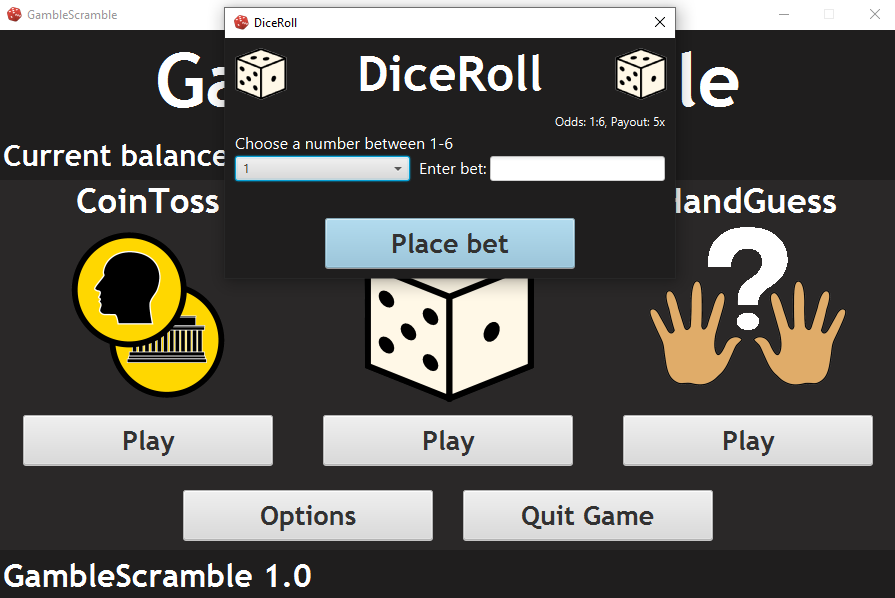 GambleScramble
DiceRoll
DiceRoll
Odds: 1:6, Payout: 5x
Choose a number between 1-6
1
Enter bet:
Place bet
Current balance
CoinToss
Play
Play
Play
Options
Quit Game
GambleScramble 1.0